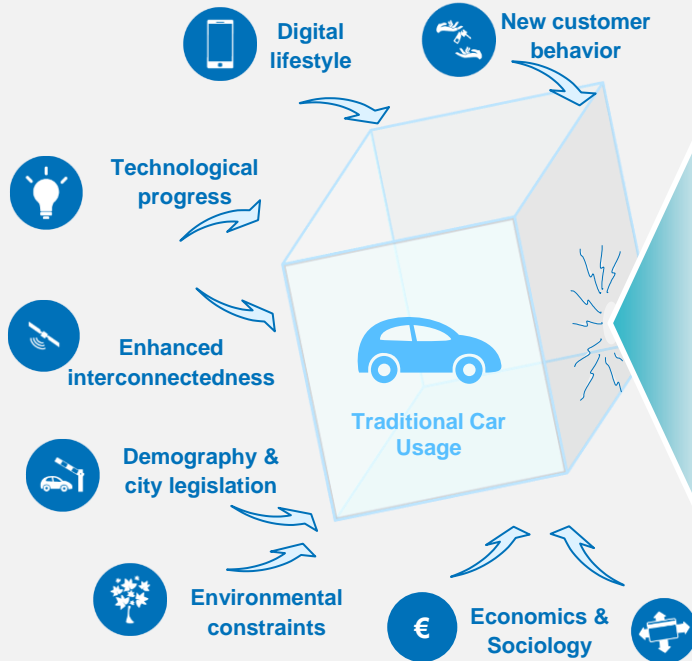 Digital
lifestyle
New customer
behavior
Technological
progress
Enhanced
interconnectedness
Traditional Car
Usage
Demography &
city legislation
Environmental
constraints
€
Economics &
Sociology